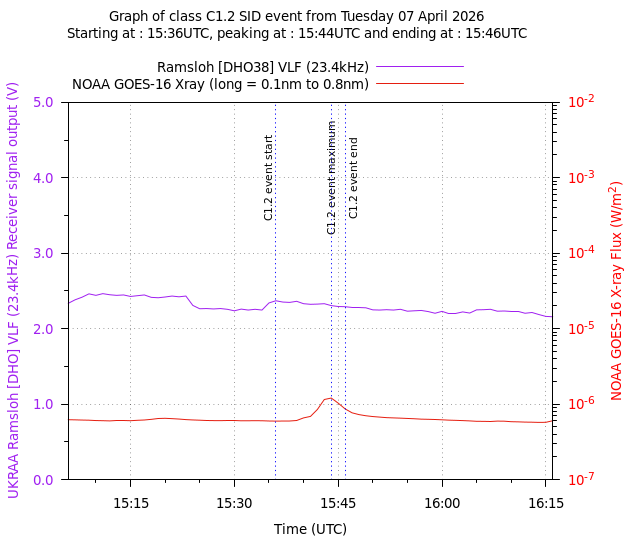 Graph of class C1.2 SID event from Tuesday 07 April 2026
Starting at : 15:36UTC, peaking at : 15:44UTC and ending at : 15:46UTC
Ramsloh [DHO38] VLF (23.4kHz)
NOAA GOES-16 Xray (long = 0.1nm to 0.8nm)
UKRAA Ramsloh [DHO] VLF (23.4kHz) Receiver signal output (V)
5.0
4.0
3.0
2.0
1.0
0.0
C1.2 event start
C1.2 event maximum
C1.2 event end
10⁻²
10⁻³
10⁻⁴
10⁻⁵
10⁻⁶
10⁻⁷
NOAA GOES-16 X-ray Flux (W/m²)
15:15 15:30 15:45 16:00 16:15
Time (UTC)